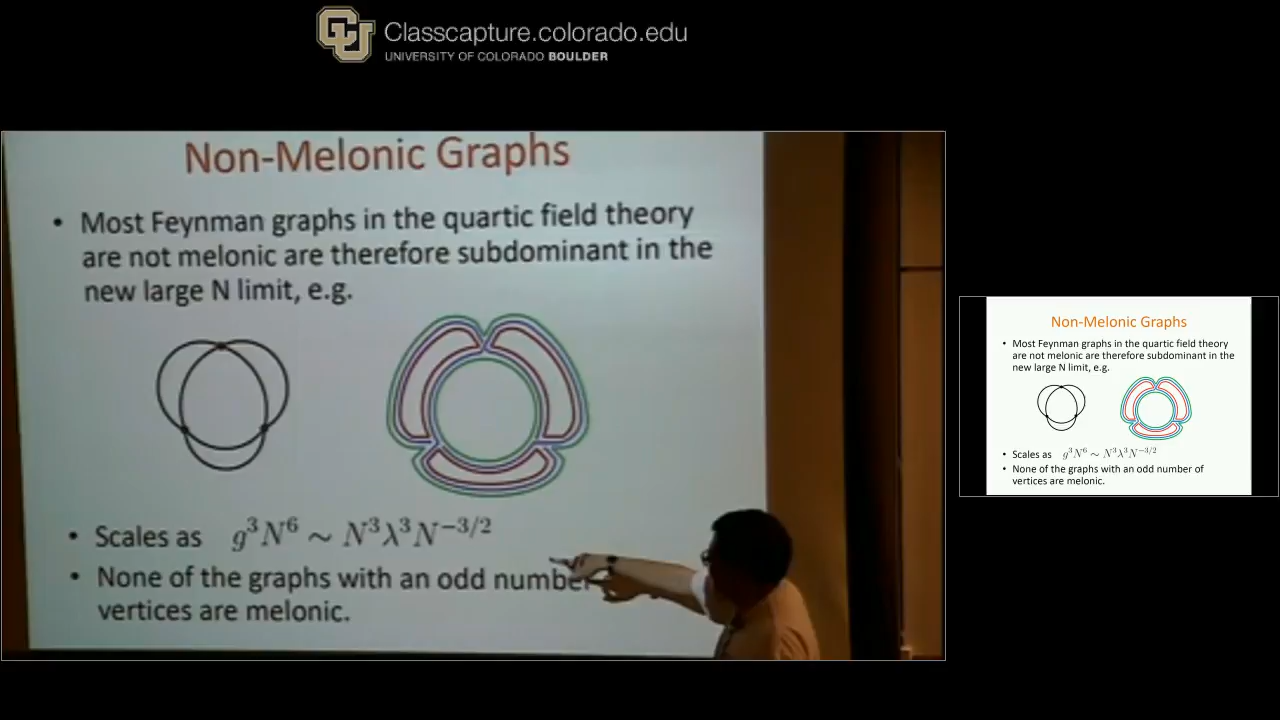 Classcapture.colorado.edu
UNIVERSITY OF COLORADO BOULDER
Non-Melonic Graphs
• Most Feynman graphs in the quartic field theory
are not melonic are therefore subdominant in the
new large N limit, e.g.
• Scales as g³N⁶ ~ N³λ³N⁻³/²
• None of the graphs with an odd number
vertices are melonic.
Non-Melonic Graphs
• Most Feynman graphs in the quartic field theory
are not melonic are therefore subdominant in the
new large N limit, e.g.
• Scales as g³N⁶ ~ N³λ³N⁻³/²
• None of the graphs with an odd number of
vertices are melonic.